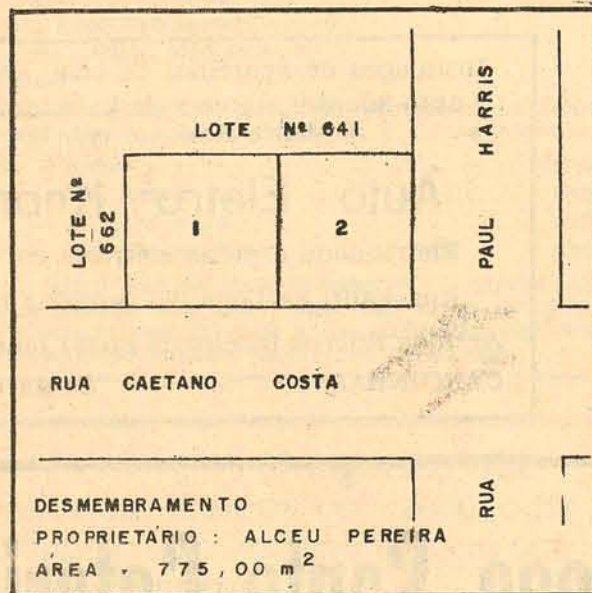 LOTE Nº 641
LOTE Nº
662
1
2
PAUL HARRIS
RUA CAETANO COSTA
RUA
DESMEMBRAMENTO
PROPRIETÁRIO : ALCEU PEREIRA
ÁREA - 775,00 m²